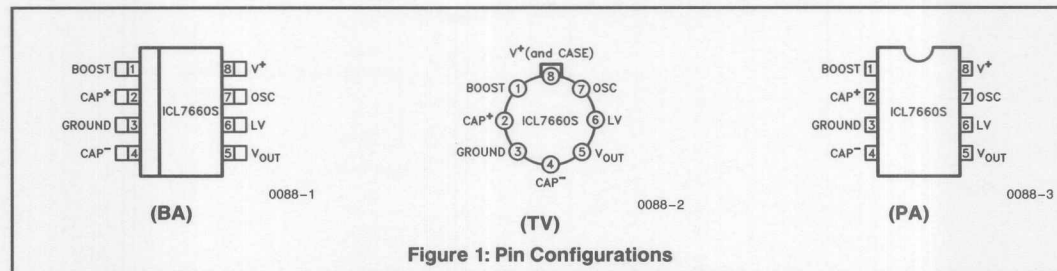 BOOST 1 8 V⁺
CAP⁺ 2 7 OSC
ICL7660S
GROUND 3 6 LV
CAP⁻ 4 5 VOUT
0088-1
(BA)
V⁺(and CASE)
8
BOOST 1 7 OSC
CAP⁺ 2 ICL7660S 6 LV
GROUND 3 5 VOUT
4
CAP⁻
0088-2
(TV)
BOOST 1 8 V⁺
CAP⁺ 2 7 OSC
ICL7660S
GROUND 3 6 LV
CAP⁻ 4 5 VOUT
0088-3
(PA)
Figure 1: Pin Configurations